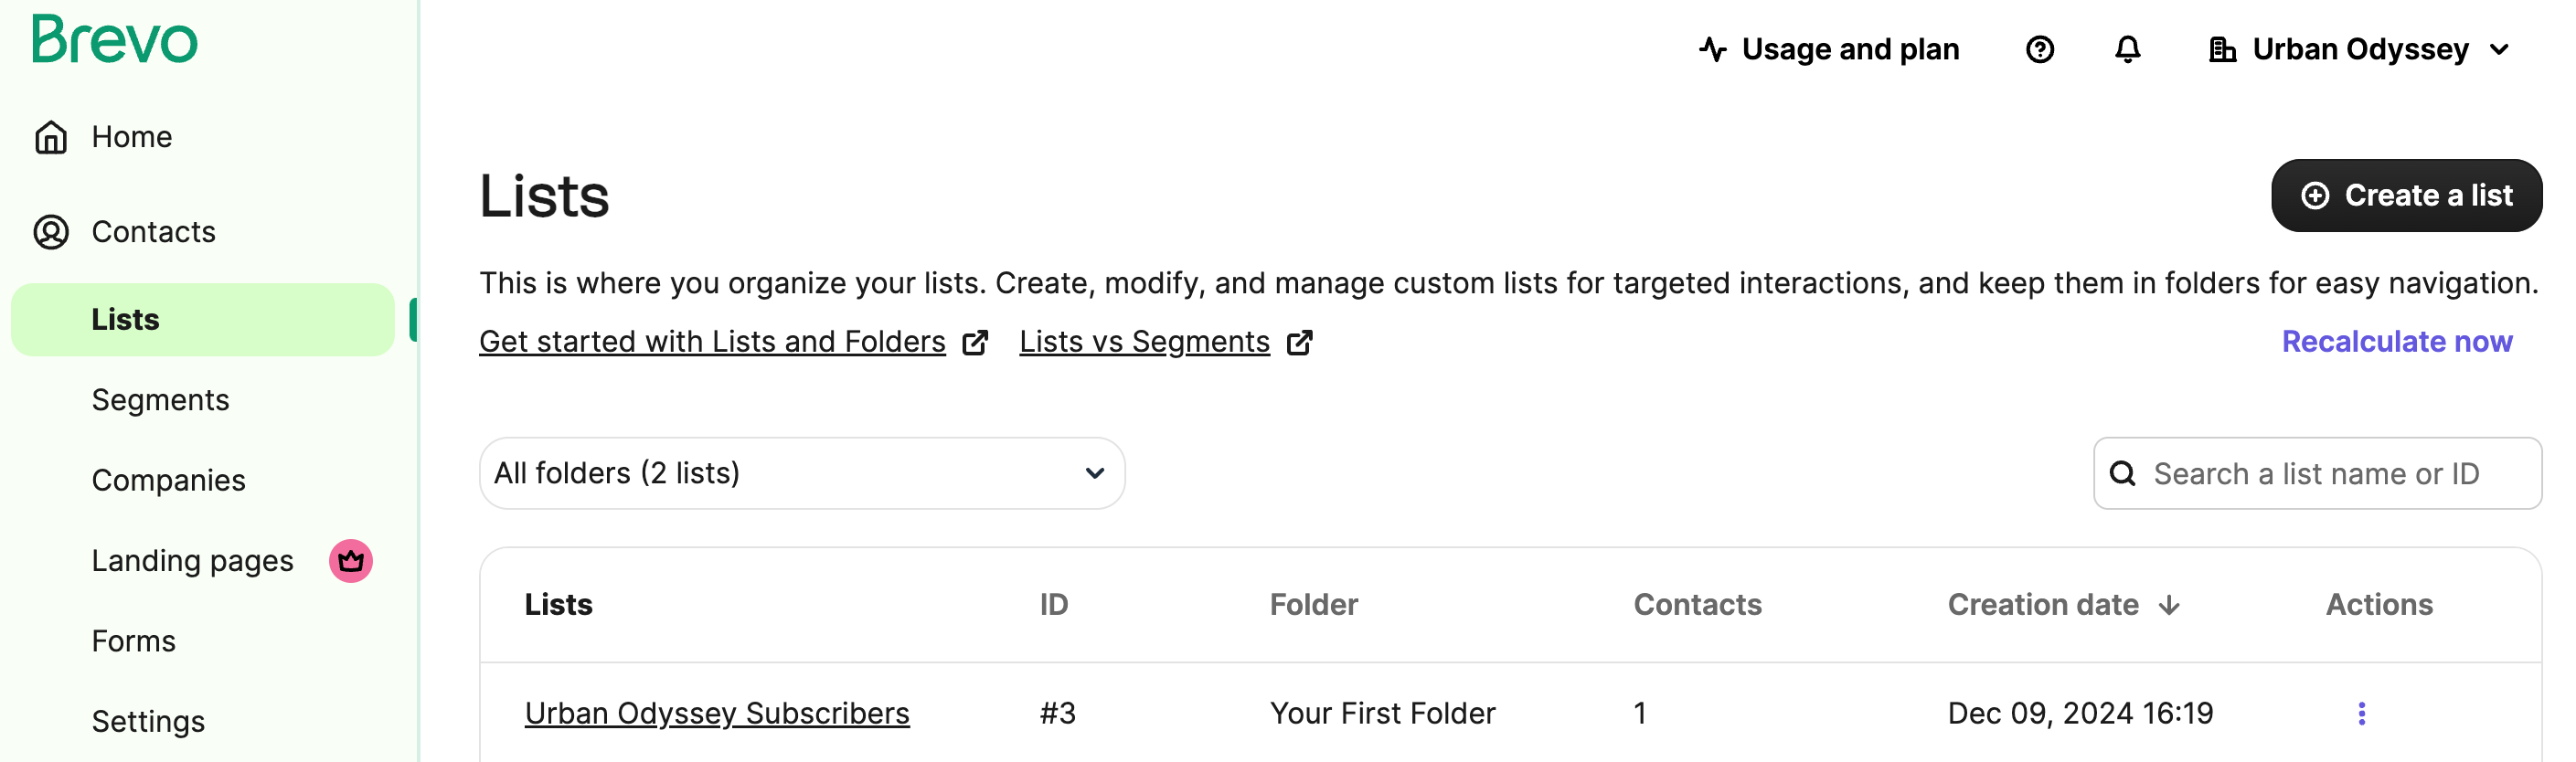 Brevo
Usage and plan
Urban Odyssey
Home
Contacts
Lists
Segments
Companies
Landing pages
Forms
Settings
Lists
Create a list
This is where you organize your lists. Create, modify, and manage custom lists for targeted interactions, and keep them in folders for easy navigation.
Get started with Lists and Folders Lists vs Segments Recalculate now
All folders (2 lists)
Search a list name or ID
Lists ID Folder Contacts Creation date Actions
Urban Odyssey Subscribers #3 Your First Folder 1 Dec 09, 2024 16:19